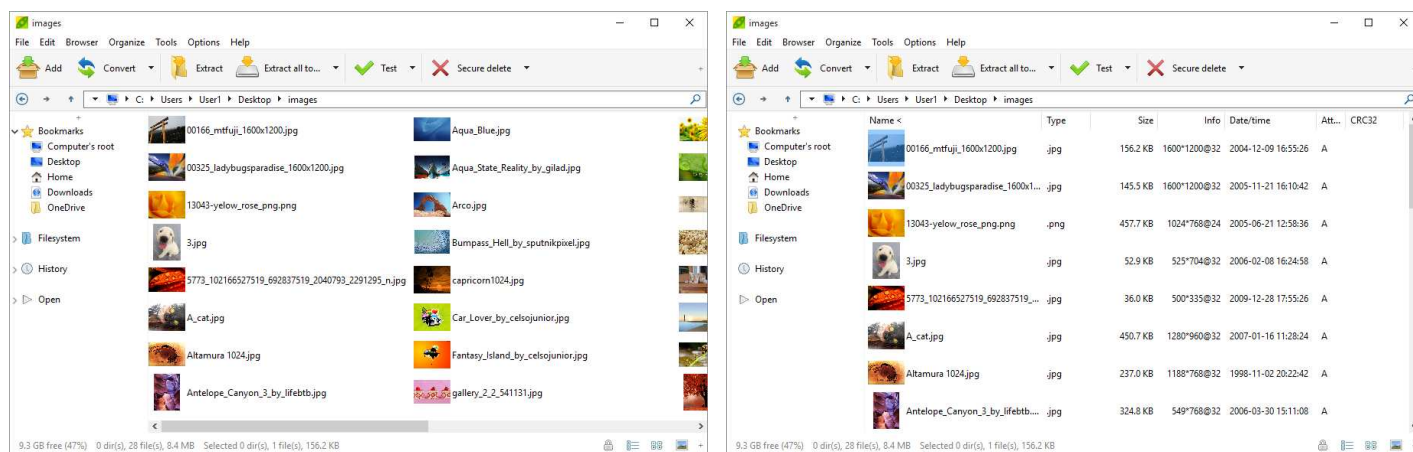 images
File Edit Browser Organize Tools Options Help
Add Convert Extract Extract all to... Test Secure delete
C: Users User1 Desktop images
Bookmarks
Computer's root
Desktop
Home
Downloads
OneDrive
Filesystem
History
Open
00166_mtfuji_1600x1200.jpg
00325_ladybugsparadise_1600x1200.jpg
13043-yelow_rose_png.png
3.jpg
5773_102166527519_692837519_2040793_2291295_n.jpg
A_cat.jpg
Altamura 1024.jpg
Antelope_Canyon_3_by_lifebtb.jpg
Aqua_Blue.jpg
Aqua_State_Reality_by_gilad.jpg
Arco.jpg
Bumpass_Hell_by_sputnikpixel.jpg
capricorn1024.jpg
Car_Lover_by_celsojunior.jpg
Fantasy_Island_by_celsojunior.jpg
gallery_2_2_541131.jpg
9.3 GB free (47%) 0 dir(s), 28 file(s), 8.4 MB Selected 0 dir(s), 1 file(s), 156.2 KB
images
File Edit Browser Organize Tools Options Help
Add Convert Extract Extract all to... Test Secure delete
C: Users User1 Desktop images
Bookmarks
Computer's root
Desktop
Home
Downloads
OneDrive
Filesystem
History
Open
Name < Type Size Info Date/time Att... CRC32
00166_mtfuji_1600x1200.jpg .jpg 156.2 KB 1600*1200@32 2004-12-09 16:55:26 A
00325_ladybugsparadise_1600x1... .jpg 145.5 KB 1600*1200@32 2005-11-21 16:10:42 A
13043-yelow_rose_png.png .png 457.7 KB 1024*768@24 2005-06-21 12:58:36 A
3.jpg .jpg 52.9 KB 525*704@32 2006-02-08 16:24:58 A
5773_102166527519_692837519_... .jpg 36.0 KB 500*335@32 2009-12-28 17:55:26 A
A_cat.jpg .jpg 450.7 KB 1280*960@32 2007-01-16 11:28:24 A
Altamura 1024.jpg .jpg 237.0 KB 1188*768@32 1998-11-02 20:22:42 A
Antelope_Canyon_3_by_lifebtb.... .jpg 324.8 KB 549*768@32 2006-03-30 15:11:08 A
9.3 GB free (47%) 0 dir(s), 28 file(s), 8.4 MB Selected 0 dir(s), 1 file(s), 156.2 KB